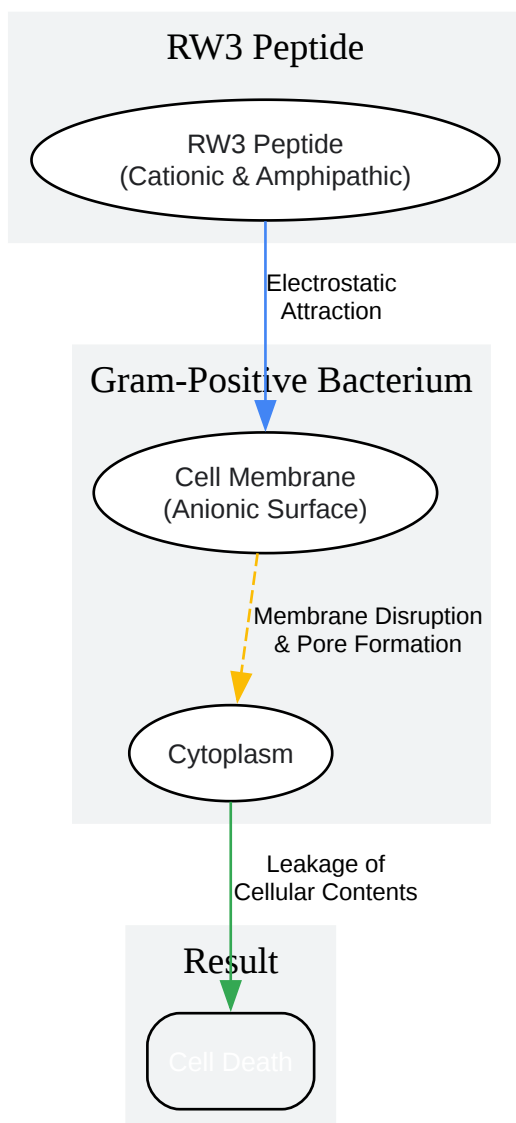 RW3 Peptide
RW3 Peptide
(Cationic & Amphipathic)
Electrostatic
Attraction
Gram-Positive Bacterium
Cell Membrane
(Anionic Surface)
Membrane Disruption
& Pore Formation
Cytoplasm
Leakage of
Cellular Contents
Result
Cell Death